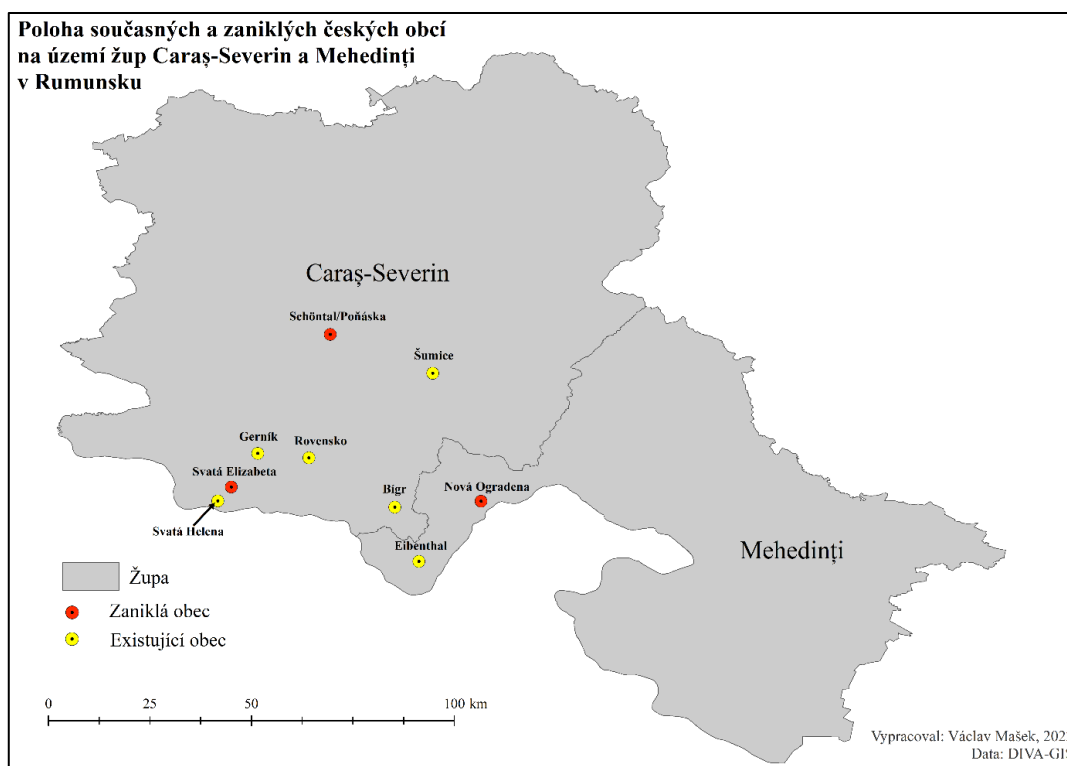 Poloha současných a zaniklých českých obcí
na území žup Caraș-Severin a Mehedinți
v Rumunsku
Caraș-Severin
Schöntal/Poňáska
Šumice
Gerník
Rovensko
Svatá Elizabeta
Bígr
Nová Ogradena
Svatá Helena
Eibenthal
Mehedinți
Župa
Zaniklá obec
Existující obec
0 25 50 100 km
Vypracoval: Václav Mašek, 202
Data: DIVA-GIS